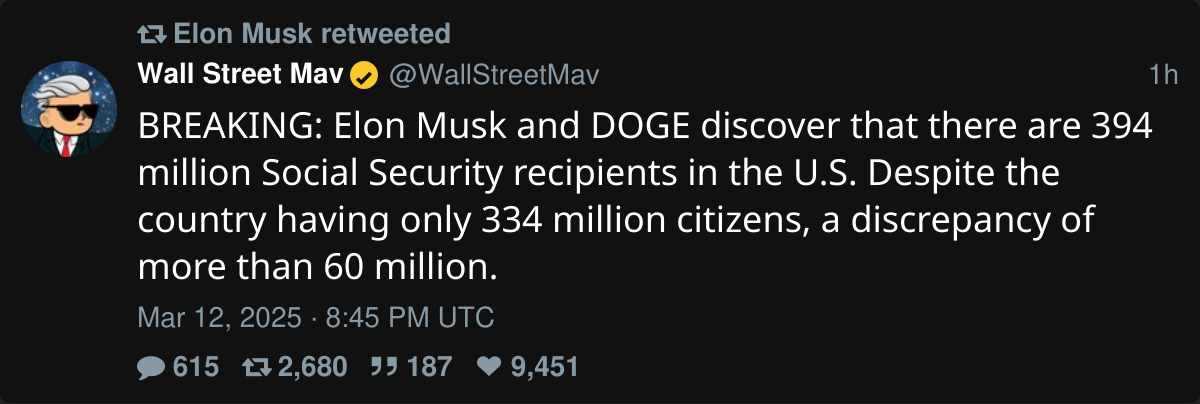 Elon Musk retweeted
Wall Street Mav @WallStreetMav 1h
BREAKING: Elon Musk and DOGE discover that there are 394
million Social Security recipients in the U.S. Despite the
country having only 334 million citizens, a discrepancy of
more than 60 million.
Mar 12, 2025 · 8:45 PM UTC
615 2,680 187 9,451